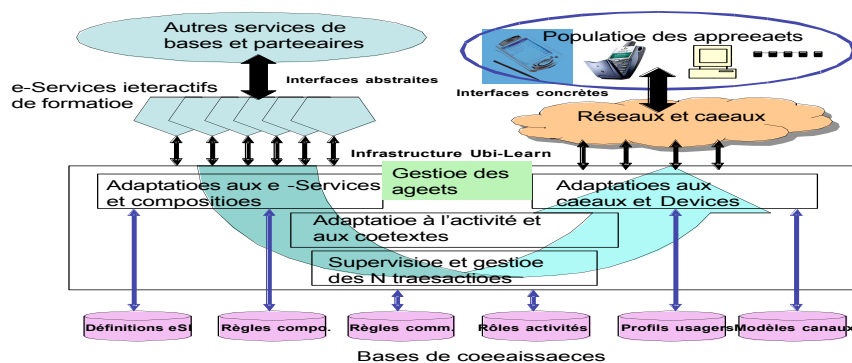 Autres services de
bases et parteeaires
Populatioe des appreeaets
e-Services ieteractifs
de formatioe
Interfaces abstraites
Interfaces concrètes
Réseaux et caeaux
Infrastructure Ubi-Learn
Gestioe des
ageets
Adaptatioes aux e -Services
et compositioes
Adaptatioes aux
caeaux et Devices
Adaptatioe à l'activité et
aux coetextes
Supervisioe et gestioe
des N traesactioes
Définitions eSI
Règles compo.
Règles comm.
Rôles activités
Profils usagers
Modèles canaux
Bases de coeeaissaeces